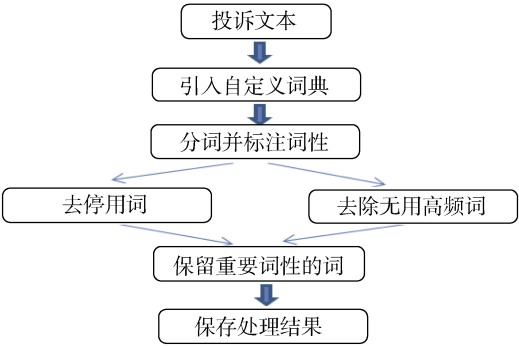 投诉文本
引入自定义词典
分词并标注词性
去停用词
去除无用高频词
保留重要词性的词
保存处理结果